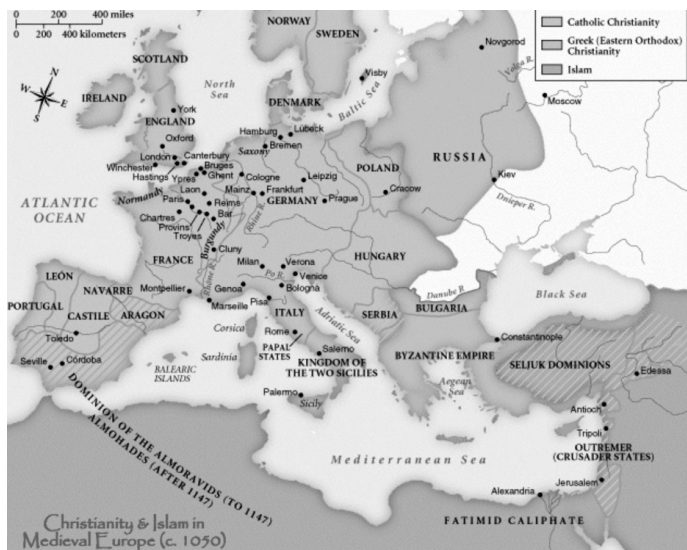 0 200 400 miles
0 200 400 kilometers
N
W
E
S
Catholic Christianity
Greek (Eastern Orthodox)
Christianity
Islam
NORWAY
SWEDEN
SCOTLAND
Novgorod
Volga R.
North
Sea
Visby
Baltic Sea
Moscow
IRELAND
DENMARK
York
ENGLAND
Hamburg
Lübeck
Oxford
Saxony
Bremen
London
Canterbury
POLAND
RUSSIA
Winchester
Bruges
Hastings
Ypres
Ghent
Cologne
Leipzig
Kiev
Normandy
Laon
Mainz
Frankfurt
Cracow
ATLANTIC
OCEAN
Paris
Reims
GERMANY
Prague
Dnieper R.
Chartres
Bar
Rhine R.
Provins
Troyes
Burgundy
Cluny
HUNGARY
FRANCE
Milan
Verona
LEÓN
Rhône R.
Po R.
Venice
NAVARRE
Montpellier
Genoa
Bologna
Danube R.
Black Sea
PORTUGAL
CASTILE
ARAGON
Marseille
Pisa
ITALY
Adriatic Sea
SERBIA
BULGARIA
Corsica
Toledo
Rome
Constantinople
PAPAL
STATES
BYZANTINE EMPIRE
SELJUK DOMINIONS
Seville
Córdoba
BALEARIC
ISLANDS
Sardinia
Salerno
KINGDOM OF
THE TWO SICILIES
Edessa
Aegean
Sea
DOMINION OF THE ALMORAVIDS (TO 1147)
ALMOHADES (AFTER 1147)
Palermo
Sicily
Antioch
Tripoli
OUTREMER
(CRUSADER STATES)
Mediterranean Sea
Jerusalem
Alexandria
Christianity & Islam in
Medieval Europe (c. 1050)
FATIMID CALIPHATE